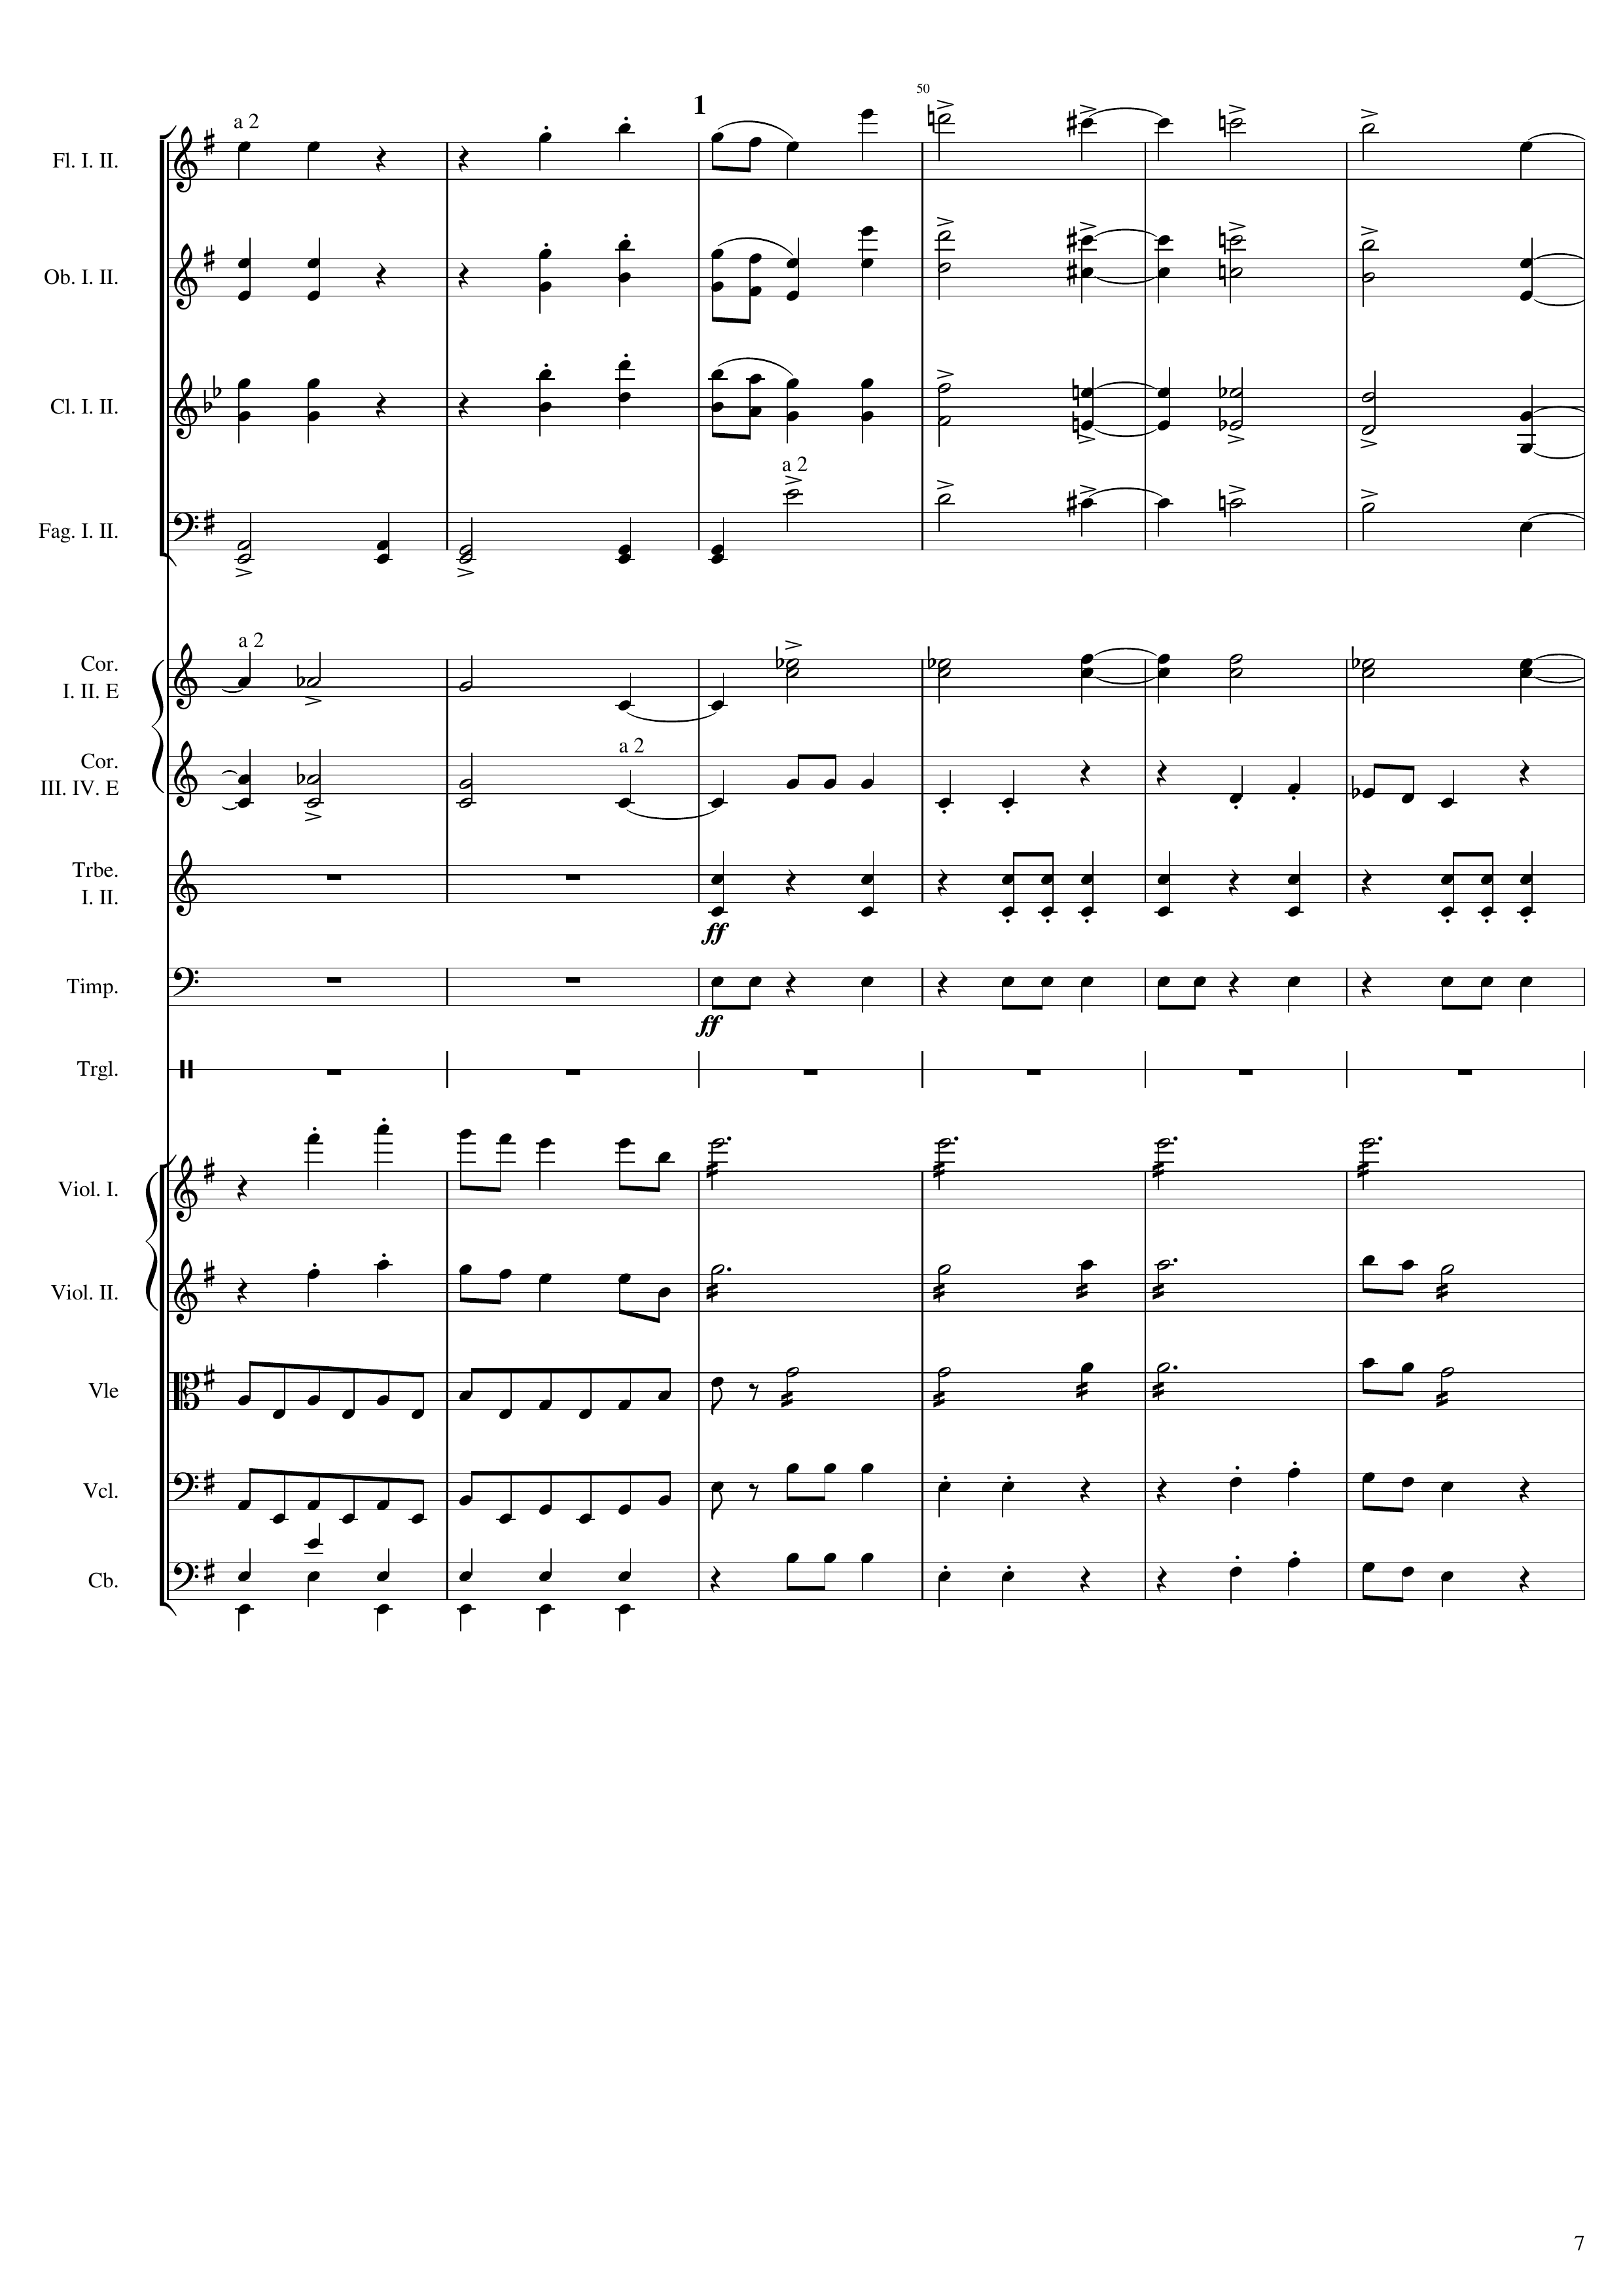 50
1
a 2
Fl. I. II.
Ob. I. II.
Cl. I. II.
a 2
Fag. I. II.
a 2
Cor.
I. II. E
a 2
Cor.
III. IV. E
Trbe.
I. II.
ff
Timp.
ff
Trgl.
Viol. I.
Viol. II.
Vle
Vcl.
Cb.
7